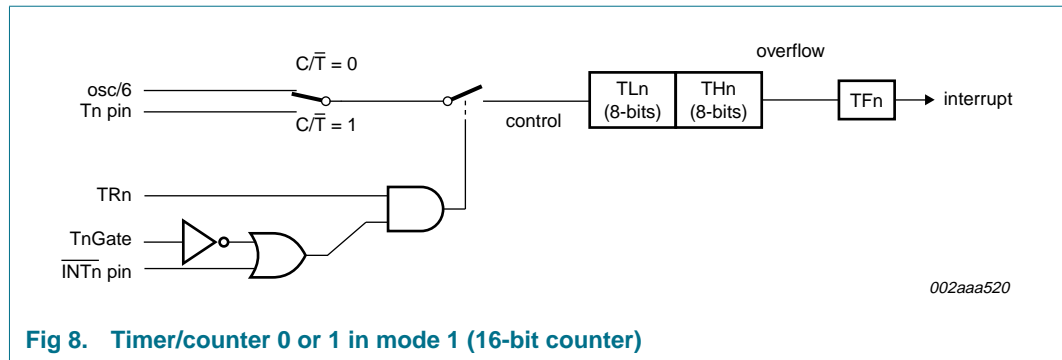 overflow
C/T̅ = 0
osc/6
Tn pin
C/T̅ = 1
control
TLn
(8-bits)
THn
(8-bits)
TFn
interrupt
TRn
TnGate
I̅N̅T̅n pin
002aaa520
Fig 8. Timer/counter 0 or 1 in mode 1 (16-bit counter)